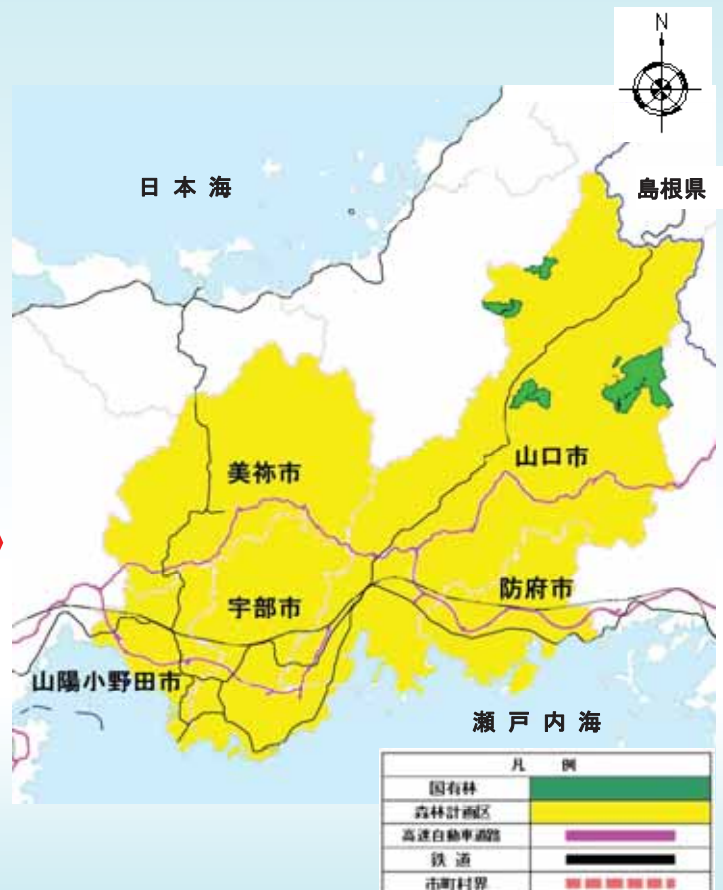 N
日本海
島根県
美祢市
山口市
宇部市
防府市
山陽小野田市
瀬戸内海
凡 例
国有林
森林計画区
高速自動車道路
鉄道
市町村界